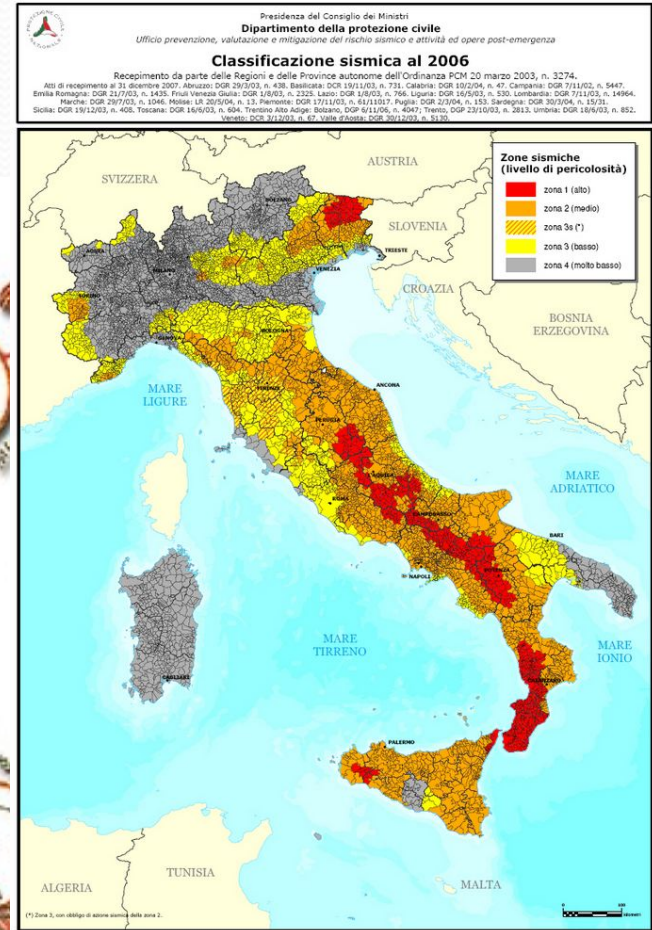 Presidenza del Consiglio dei Ministri
Dipartimento della protezione civile
Ufficio prevenzione, valutazione e mitigazione del rischio sismico e attività ed opere post-emergenza
Classificazione sismica al 2006
Recepimento da parte delle Regioni e delle Province autonome dell'Ordinanza PCM 20 marzo 2003, n. 3274.
Atti di recepimento al 31 dicembre 2007. Abruzzo: DGR 29/3/03, n. 438. Basilicata: DCR 19/11/03, n. 731. Calabria: DGR 10/2/04, n. 47. Campania: DGR 7/11/02, n. 5447.
Emilia Romagna: DGR 21/7/03, n. 1435. Friuli Venezia Giulia: DGR 1/8/03, n. 2325. Lazio: DGR 1/8/03, n. 766. Liguria: DGR 16/5/03, n. 530. Lombardia: DGR 7/11/03, n. 14964.
Marche: DGR 29/7/03, n. 1046. Molise: LR 20/5/04, n. 13. Piemonte: DGR 17/11/03, n. 61/11017. Puglia: DGR 2/3/04, n. 153. Sardegna: DGR 30/3/04, n. 15/31.
Sicilia: DGR 19/12/03, n. 408. Toscana: DGR 16/6/03, n. 604. Trentino Alto Adige: Bolzano, DGP 6/11/06, n. 4047; Trento, DGP 23/10/03, n. 2813. Umbria: DGR 18/6/03, n. 852.
Veneto: DCR 3/12/03, n. 67. Valle d'Aosta: DGR 30/12/03, n. 5130.
Zone sismiche
(livello di pericolosità)
zona 1 (alto)
zona 2 (medio)
zona 3s (*)
zona 3 (basso)
zona 4 (molto basso)
AUSTRIA
SVIZZERA
BOLZANO
SLOVENIA
AOSTA
TRIESTE
MILANO
VENEZIA
CROAZIA
TORINO
BOSNIA
ERZEGOVINA
BOLOGNA
GENOVA
MARE
LIGURE
FIRENZE
ANCONA
PERUGIA
MARE
ADRIATICO
ROMA
CAMPOBASSO
BARI
NAPOLI
POTENZA
MARE
TIRRENO
MARE
IONIO
CAGLIARI
CATANZARO
PALERMO
TUNISIA
ALGERIA
MALTA
(*) Zona 3, con obbligo di azione sismica della zona 2.